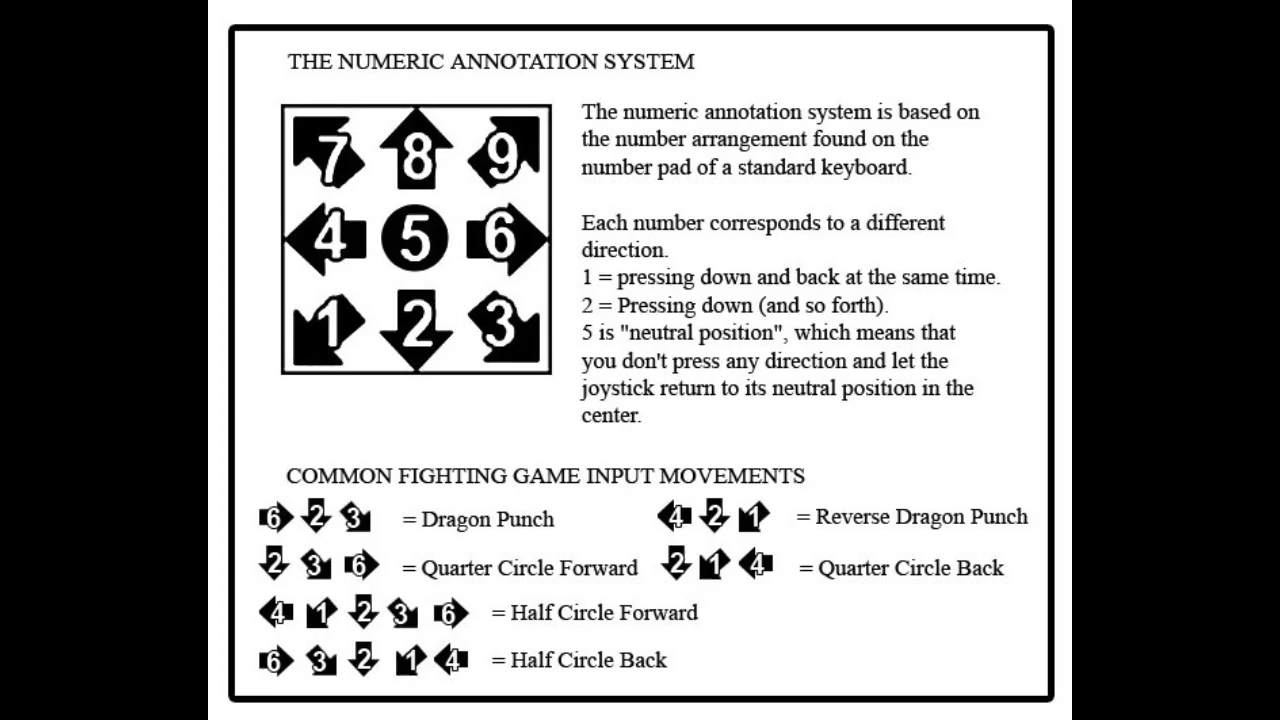 THE NUMERIC ANNOTATION SYSTEM
7 8 9
4 5 6
1 2 3
The numeric annotation system is based on
the number arrangement found on the
number pad of a standard keyboard.
Each number corresponds to a different
direction.
1 = pressing down and back at the same time.
2 = Pressing down (and so forth).
5 is "neutral position", which means that
you don't press any direction and let the
joystick return to its neutral position in the
center.
COMMON FIGHTING GAME INPUT MOVEMENTS
6 2 3 = Dragon Punch
4 2 1 = Reverse Dragon Punch
2 3 6 = Quarter Circle Forward
2 1 4 = Quarter Circle Back
4 1 2 3 6 = Half Circle Forward
6 3 2 1 4 = Half Circle Back